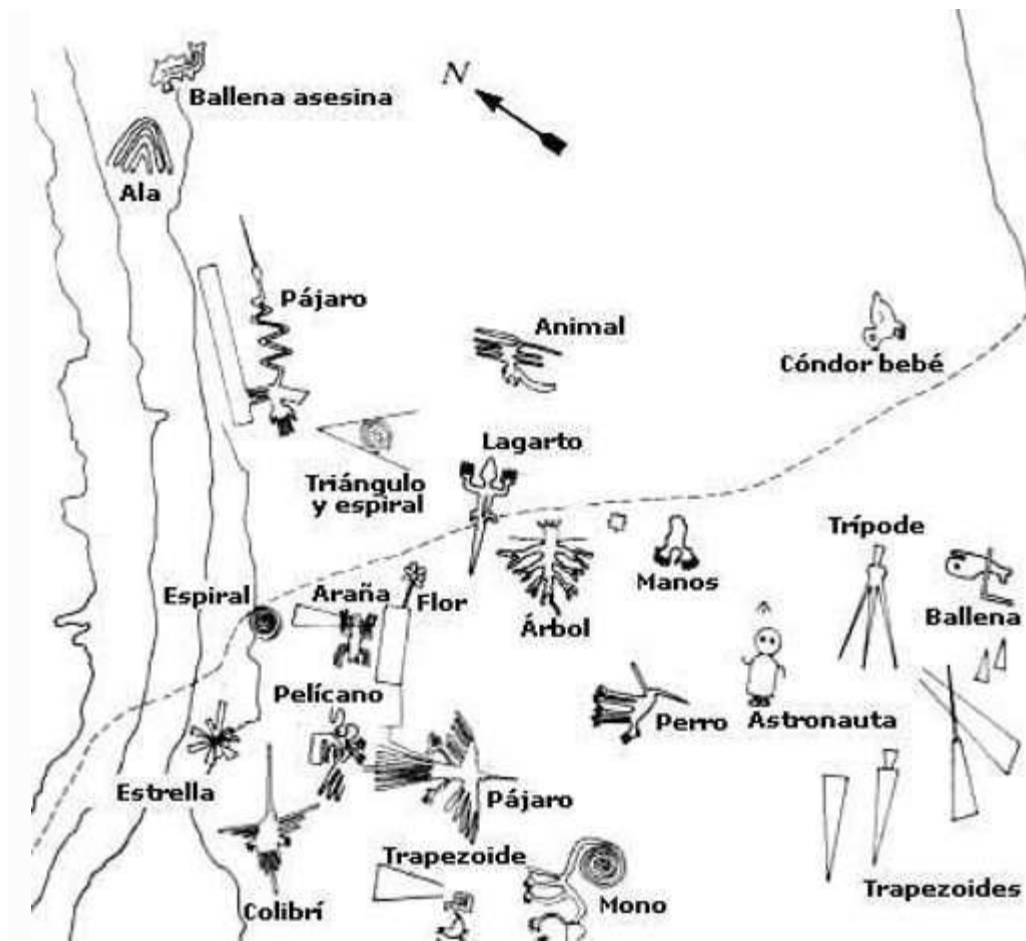 N
Ballena asesina
Ala
Pájaro
Animal
Cóndor bebé
Lagarto
Triángulo
y espiral
Trípode
Manos
Espiral
Araña
Flor
Árbol
Ballena
Pelícano
Perro
Astronauta
Estrella
Pájaro
Trapezoide
Trapezoides
Colibrí
Mono